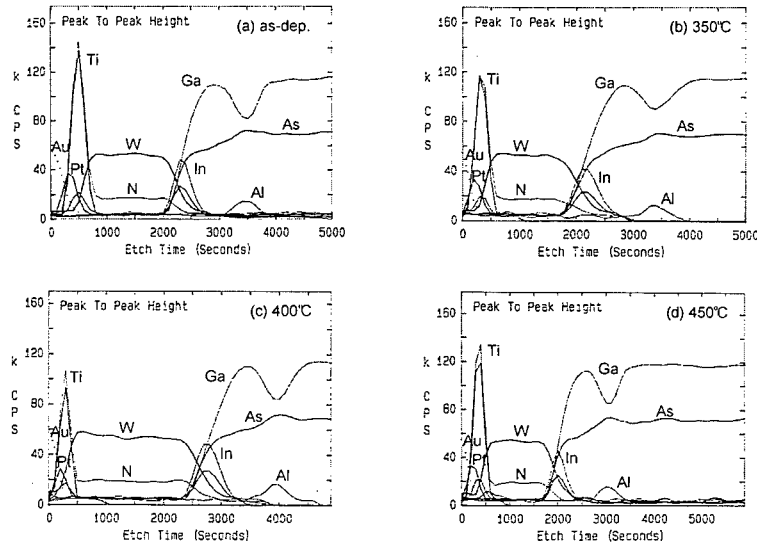 Peak To Peak Height
(a) as-dep.
160
120
80
40
0
k
C
P
S
Ti
Au
Pt
W
N
Ga
As
In
Al
0 1000 2000 3000 4000 5000
Etch Time (Seconds)
Peak To Peak Height
(b) 350℃
160
120
80
40
0
k
C
P
S
Ti
Au
Pt
W
N
Ga
As
In
Al
0 1000 2000 3000 4000 5000
Etch Time (Seconds)
Peak To Peak Height
(c) 400℃
160
120
80
40
0
k
C
P
S
Ti
Au
W
N
Ga
As
In
Al
0 1000 2000 3000 4000
Etch Time (Seconds)
Peak To Peak Height
(d) 450℃
160
120
80
40
0
k
C
P
S
Ti
Au
Pt
W
N
Ga
As
In
Al
0 1000 2000 3000 4000 5000
Etch Time (Seconds)